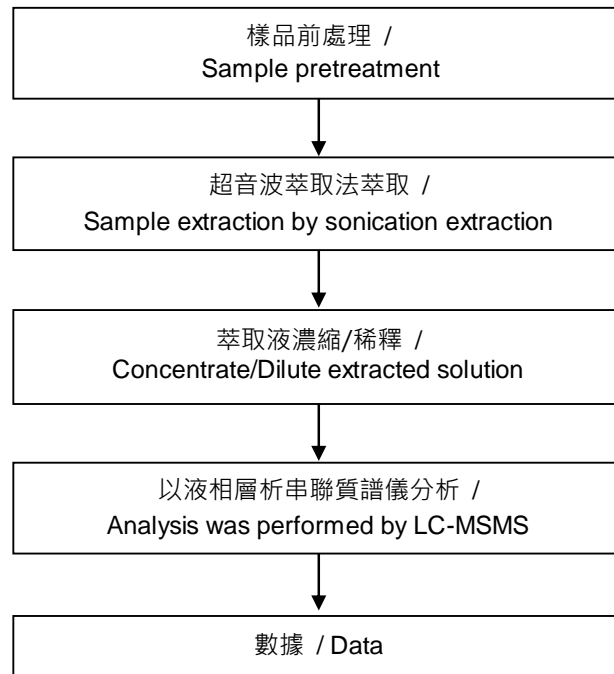 樣品前處理 /
Sample pretreatment
超音波萃取法萃取 /
Sample extraction by sonication extraction
萃取液濃縮/稀釋 /
Concentrate/Dilute extracted solution
以液相層析串聯質譜儀分析 /
Analysis was performed by LC-MSMS
數據 / Data